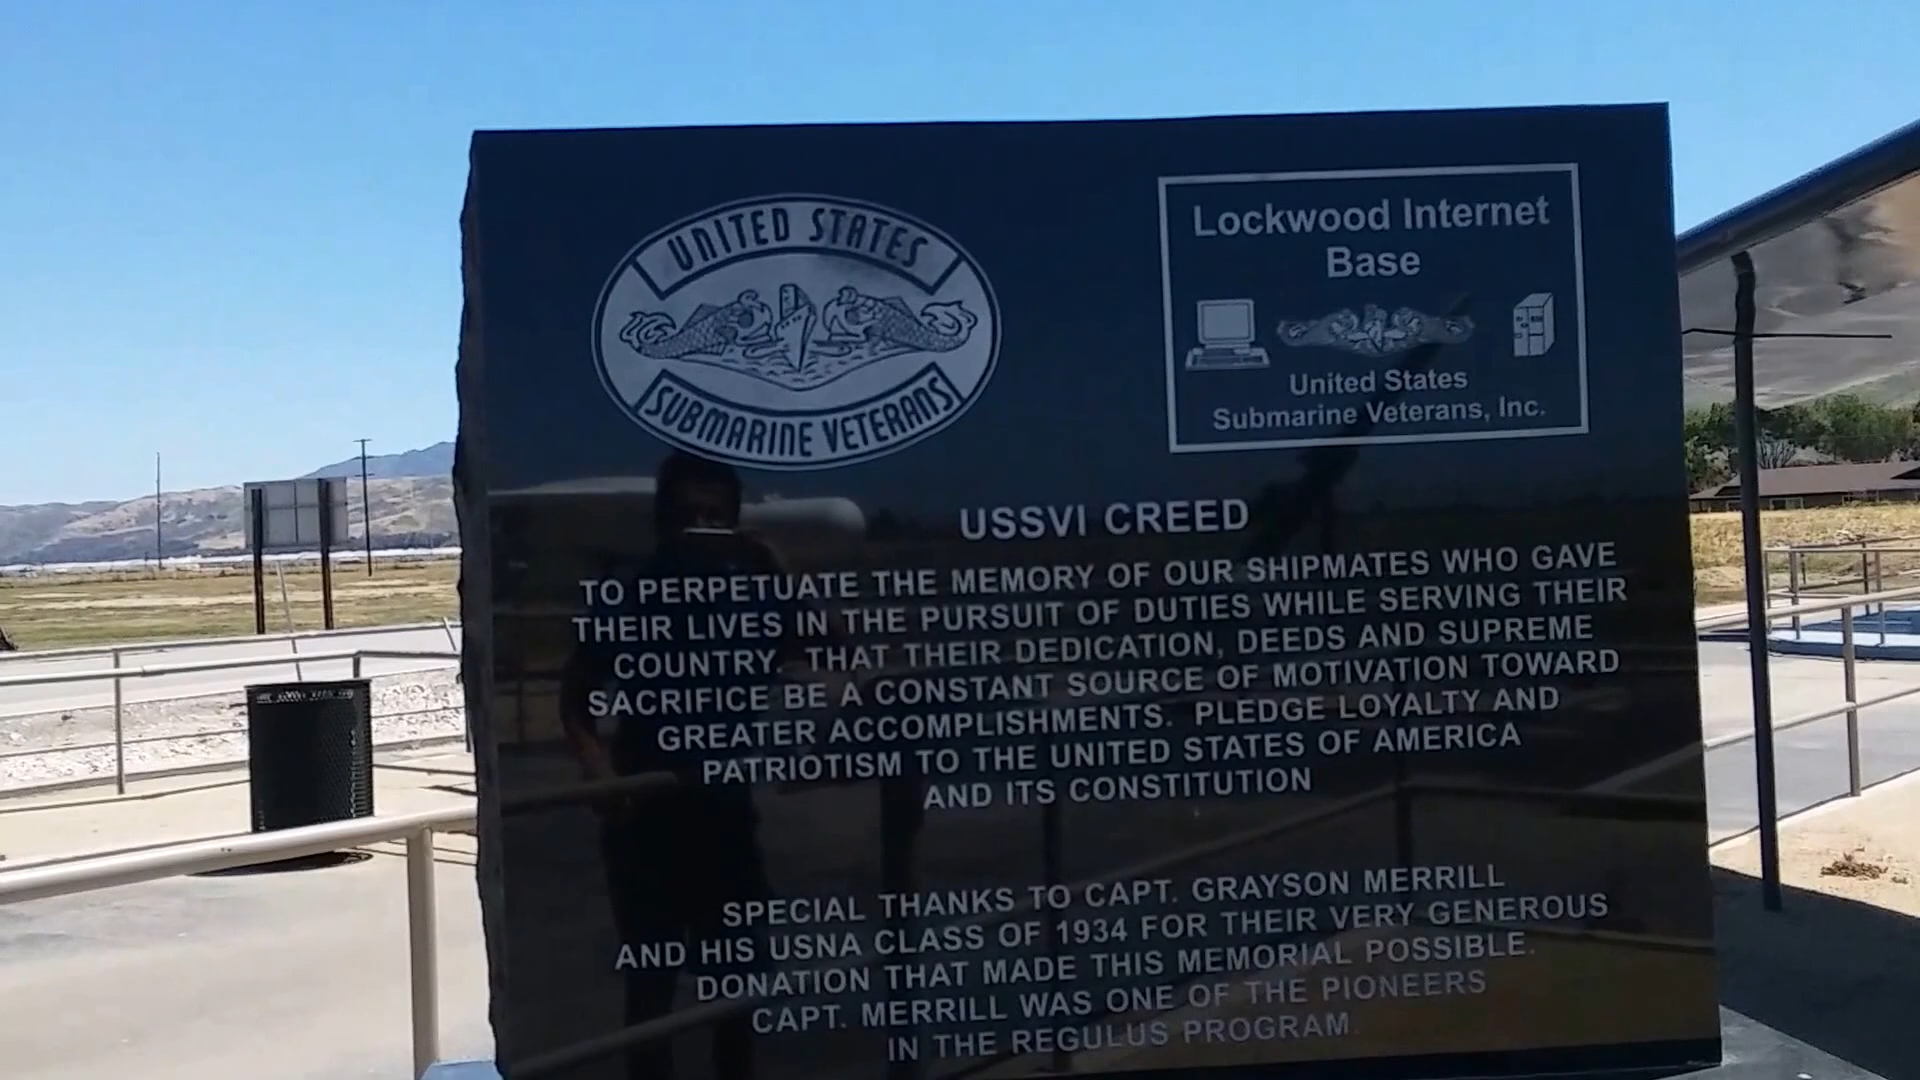 UNITED STATES
SUBMARINE VETERANS
Lockwood Internet
Base
United States
Submarine Veterans, Inc.
USSVI CREED
TO PERPETUATE THE MEMORY OF OUR SHIPMATES WHO GAVE
THEIR LIVES IN THE PURSUIT OF DUTIES WHILE SERVING THEIR
COUNTRY. THAT THEIR DEDICATION, DEEDS AND SUPREME
SACRIFICE BE A CONSTANT SOURCE OF MOTIVATION TOWARD
GREATER ACCOMPLISHMENTS. PLEDGE LOYALTY AND
PATRIOTISM TO THE UNITED STATES OF AMERICA
AND ITS CONSTITUTION
SPECIAL THANKS TO CAPT. GRAYSON MERRILL
AND HIS USNA CLASS OF 1934 FOR THEIR VERY GENEROUS
DONATION THAT MADE THIS MEMORIAL POSSIBLE.
CAPT. MERRILL WAS ONE OF THE PIONEERS
IN THE REGULUS PROGRAM.